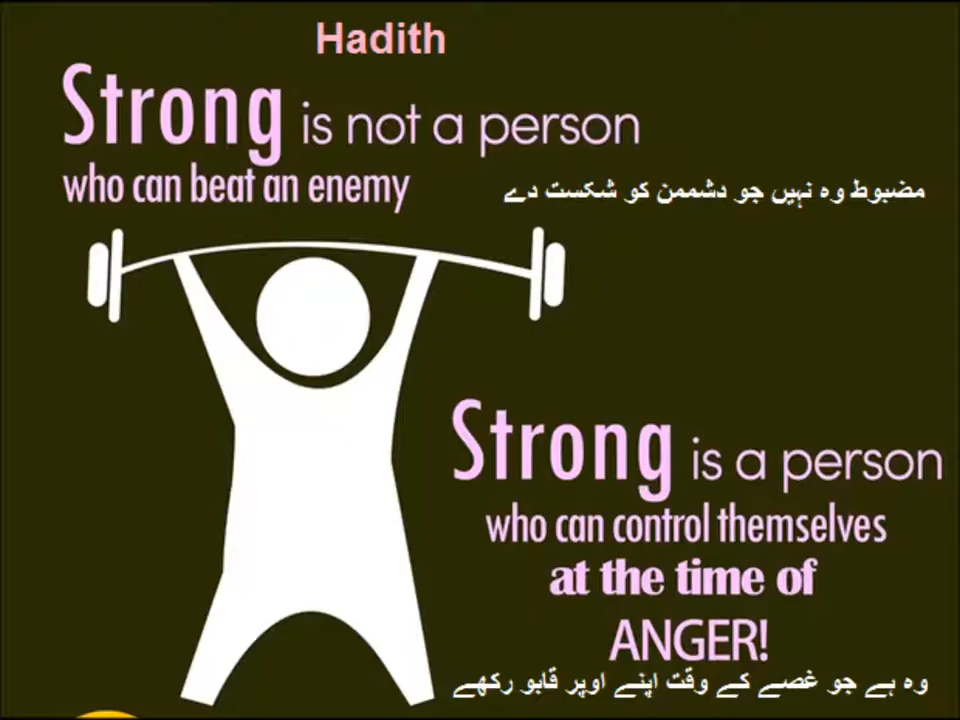 Hadith
Strong is not a person
who can beat an enemy
مضبوط وہ نہیں جو دشممن کو شکست دے
Strong is a person
who can control themselves
at the time of
ANGER!
وہ ہے جو غصے کے وقت اپنے اوپر قابو رکھے